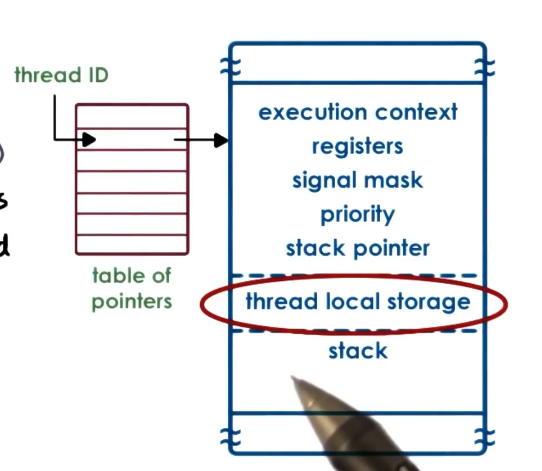 thread ID
execution context
registers
signal mask
priority
stack pointer
table of
pointers
thread local storage
stack